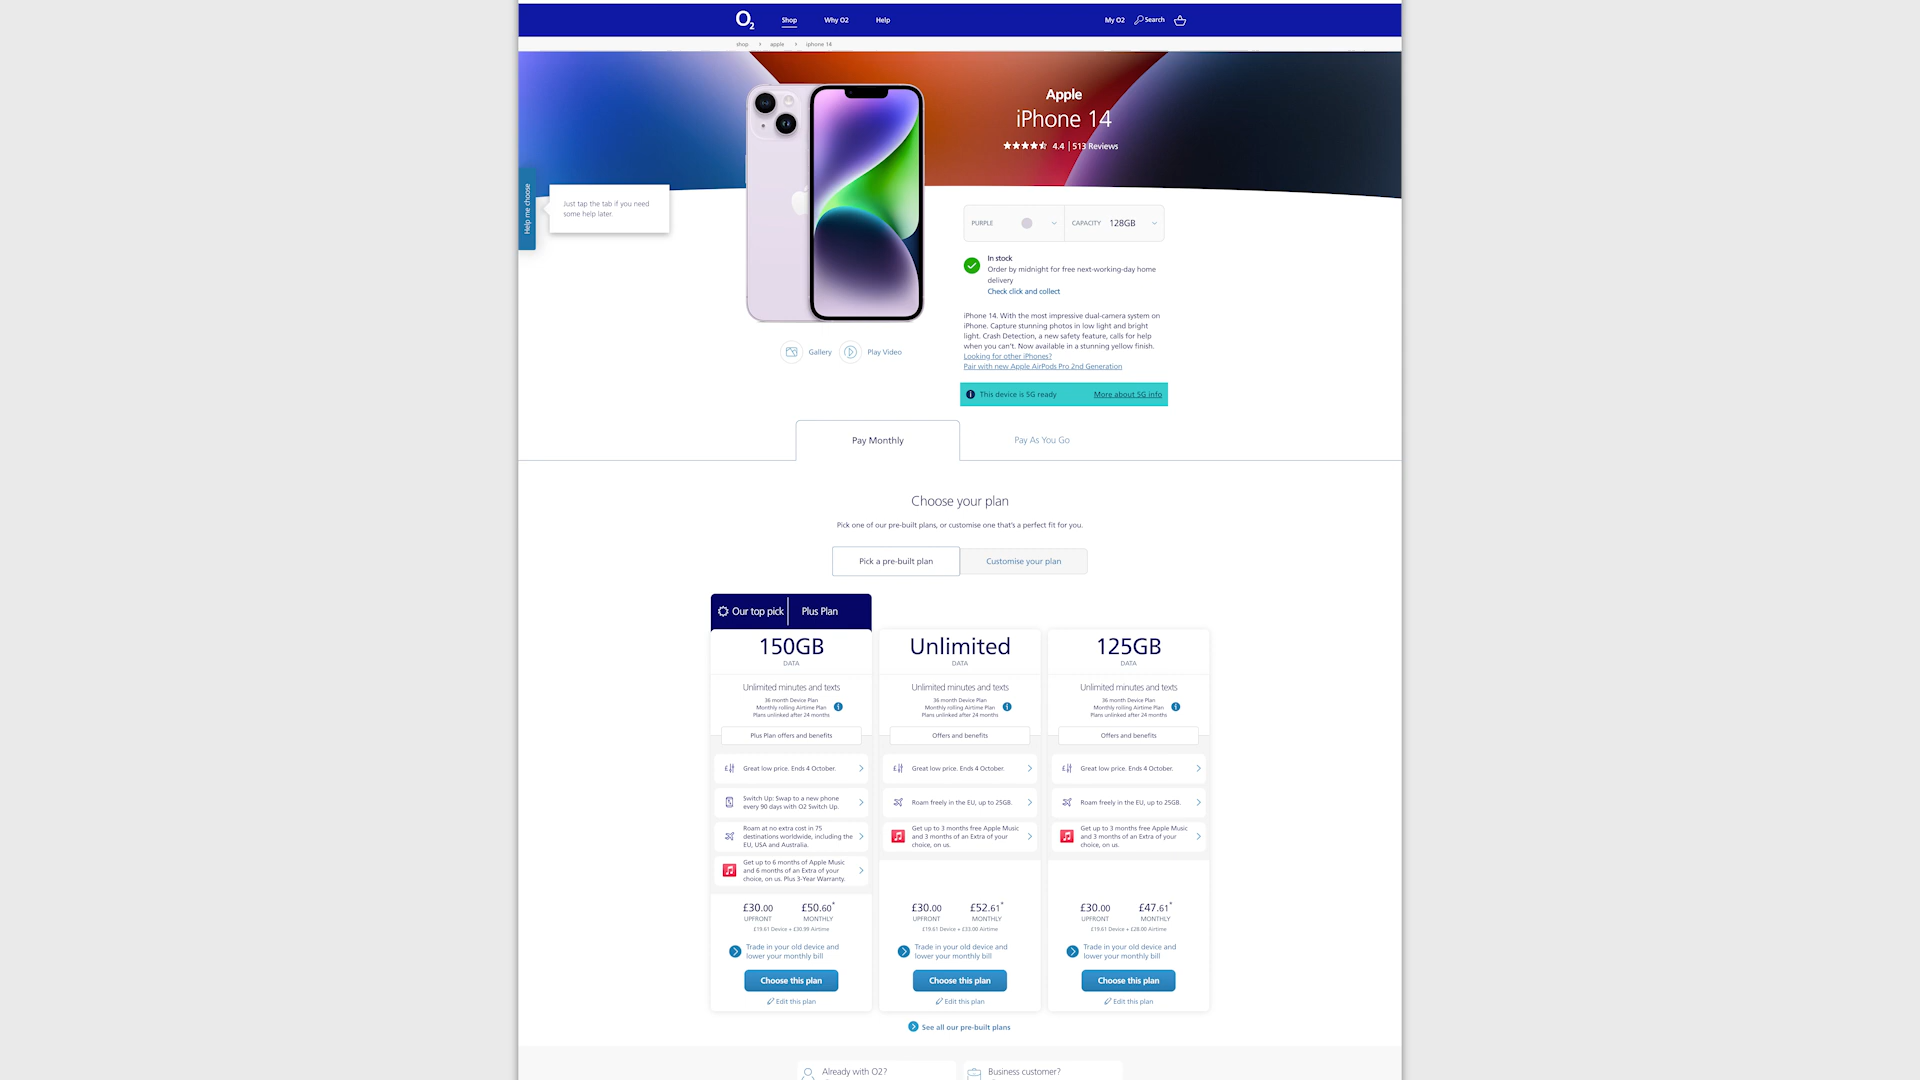 O2
Shop
Why O2
Help
My O2
Search
shop > apple > iphone 14
Apple
iPhone 14
4.4 | 513 Reviews
Help me choose
Just tap the tab if you need
some help later.
PURPLE
CAPACITY 128GB
In stock
Order by midnight for free next-working-day home
delivery
Check click and collect
iPhone 14. With the most impressive dual-camera system on
iPhone. Capture stunning photos in low light and bright
light. Crash Detection, a new safety feature, calls for help
when you can't. Now available in a stunning yellow finish.
Looking for other iPhones?
Pair with new Apple AirPods Pro 2nd Generation
Gallery
Play Video
This device is 5G ready
More about 5G info
Pay Monthly
Pay As You Go
Choose your plan
Pick one of our pre-built plans, or customise one that's a perfect fit for you.
Pick a pre-built plan
Customise your plan
Our top pick | Plus Plan
150GB
DATA
Unlimited minutes and texts
36 month Device Plan
Monthly rolling Airtime Plan
Plans unlinked after 24 months
Plus Plan offers and benefits
Great low price. Ends 4 October.
Switch Up: Swap to a new phone
every 90 days with O2 Switch Up.
Roam at no extra cost in 75
destinations worldwide, including the
EU, USA and Australia.
Get up to 6 months of Apple Music
and 6 months of an Extra of your
choice, on us. Plus 3-Year Warranty.
£30.00 £50.60*
UPFRONT MONTHLY
£19.61 Device + £30.99 Airtime
Trade in your old device and
lower your monthly bill
Choose this plan
Edit this plan
Unlimited
DATA
Unlimited minutes and texts
36 month Device Plan
Monthly rolling Airtime Plan
Plans unlinked after 24 months
Offers and benefits
Great low price. Ends 4 October.
Roam freely in the EU, up to 25GB.
Get up to 3 months free Apple Music
and 3 months of an Extra of your
choice, on us.
£30.00 £52.61*
UPFRONT MONTHLY
£19.61 Device + £33.00 Airtime
Trade in your old device and
lower your monthly bill
Choose this plan
Edit this plan
125GB
DATA
Unlimited minutes and texts
36 month Device Plan
Monthly rolling Airtime Plan
Plans unlinked after 24 months
Offers and benefits
Great low price. Ends 4 October.
Roam freely in the EU, up to 25GB.
Get up to 3 months free Apple Music
and 3 months of an Extra of your
choice, on us.
£30.00 £47.61*
UPFRONT MONTHLY
£19.61 Device + £28.00 Airtime
Trade in your old device and
lower your monthly bill
Choose this plan
Edit this plan
See all our pre-built plans
Already with O2?
Business customer?